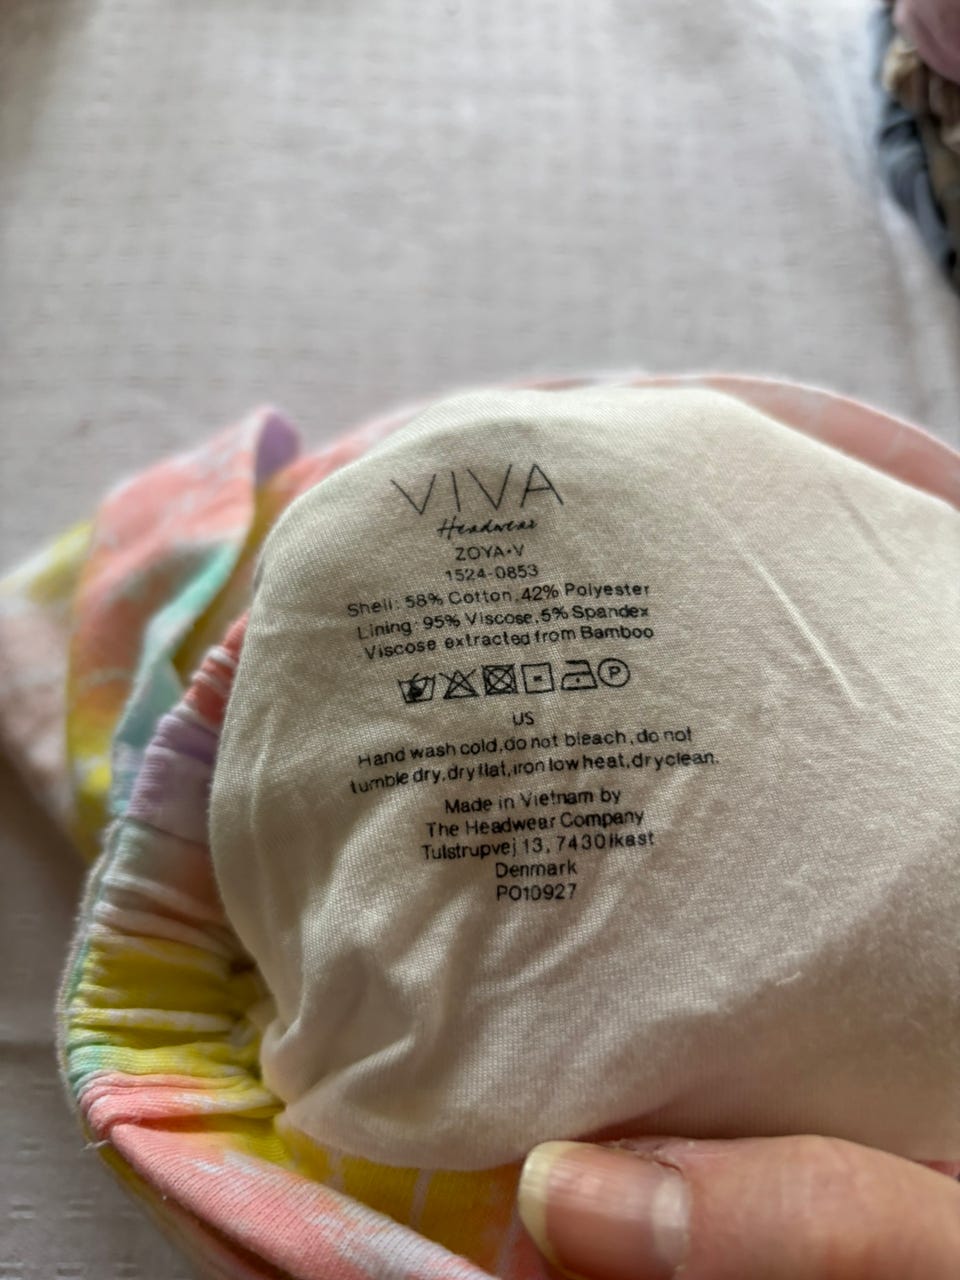 VIVA
Headwear
ZOYA-V
1524-0853
Shell: 58% Cotton, 42% Polyester
Lining: 95% Viscose, 5% Spandex
Viscose extracted from Bamboo
P
US
Hand wash cold, do not bleach, do not
tumble dry, dry flat, iron low heat, dryclean.
Made in Vietnam by
The Headwear Company
Tulstrupvej 13, 7430 Ikast
Denmark
PO10927